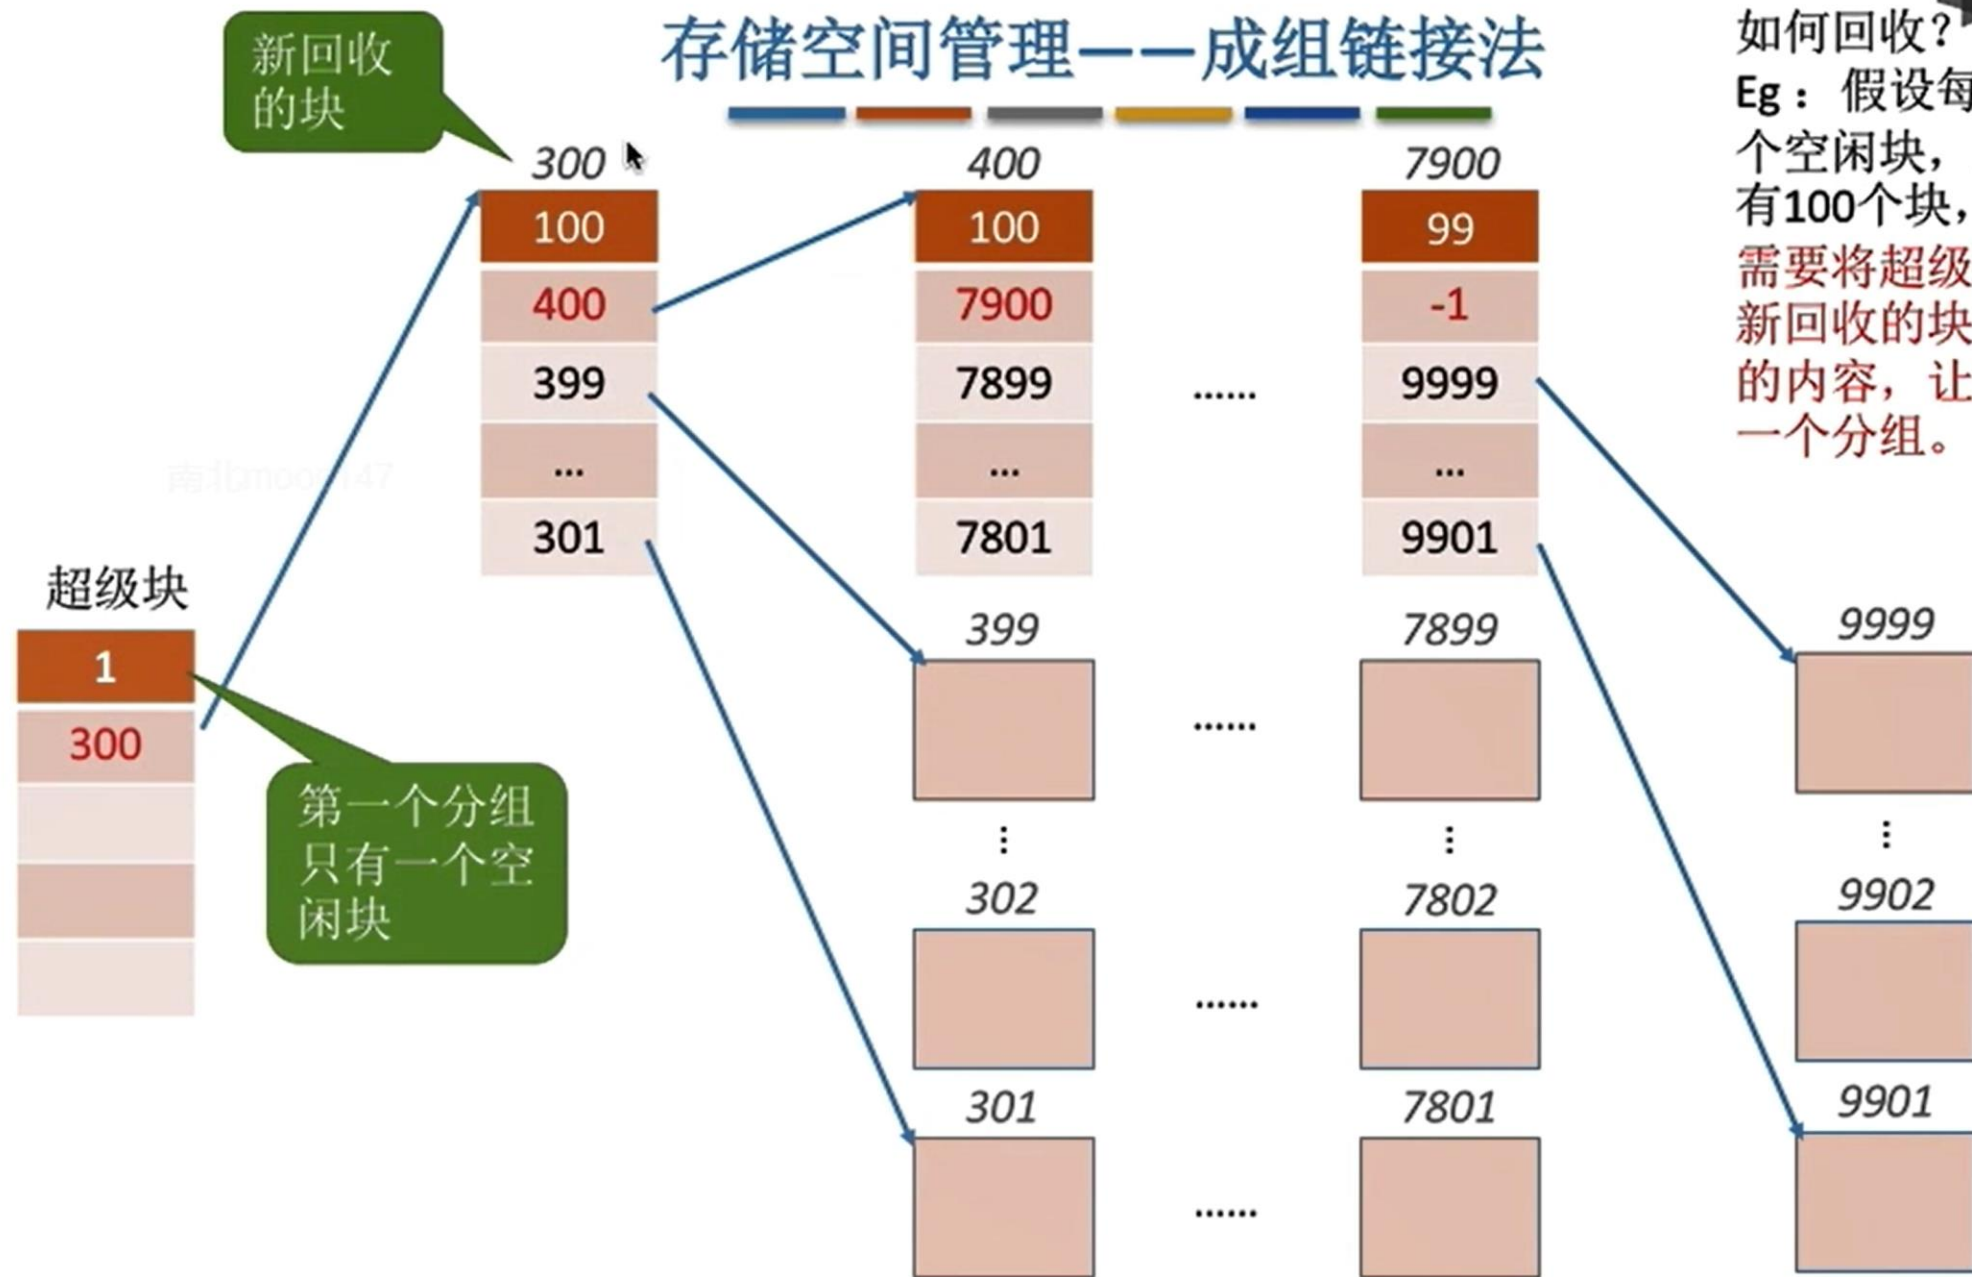 存储空间管理——成组链接法
新回收
的块
300
100
400
399
...
301
400
100
7900
7899
...
7801
......
7900
99
-1
9999
...
9901
如何回收?
Eg：假设每
个空闲块，
有100个块，
需要将超级
新回收的块
的内容，让
一个分组。
超级块
1
300
第一个分组
只有一个空
闲块
399
......
7899
9999
302
......
7802
9902
301
......
7801
9901